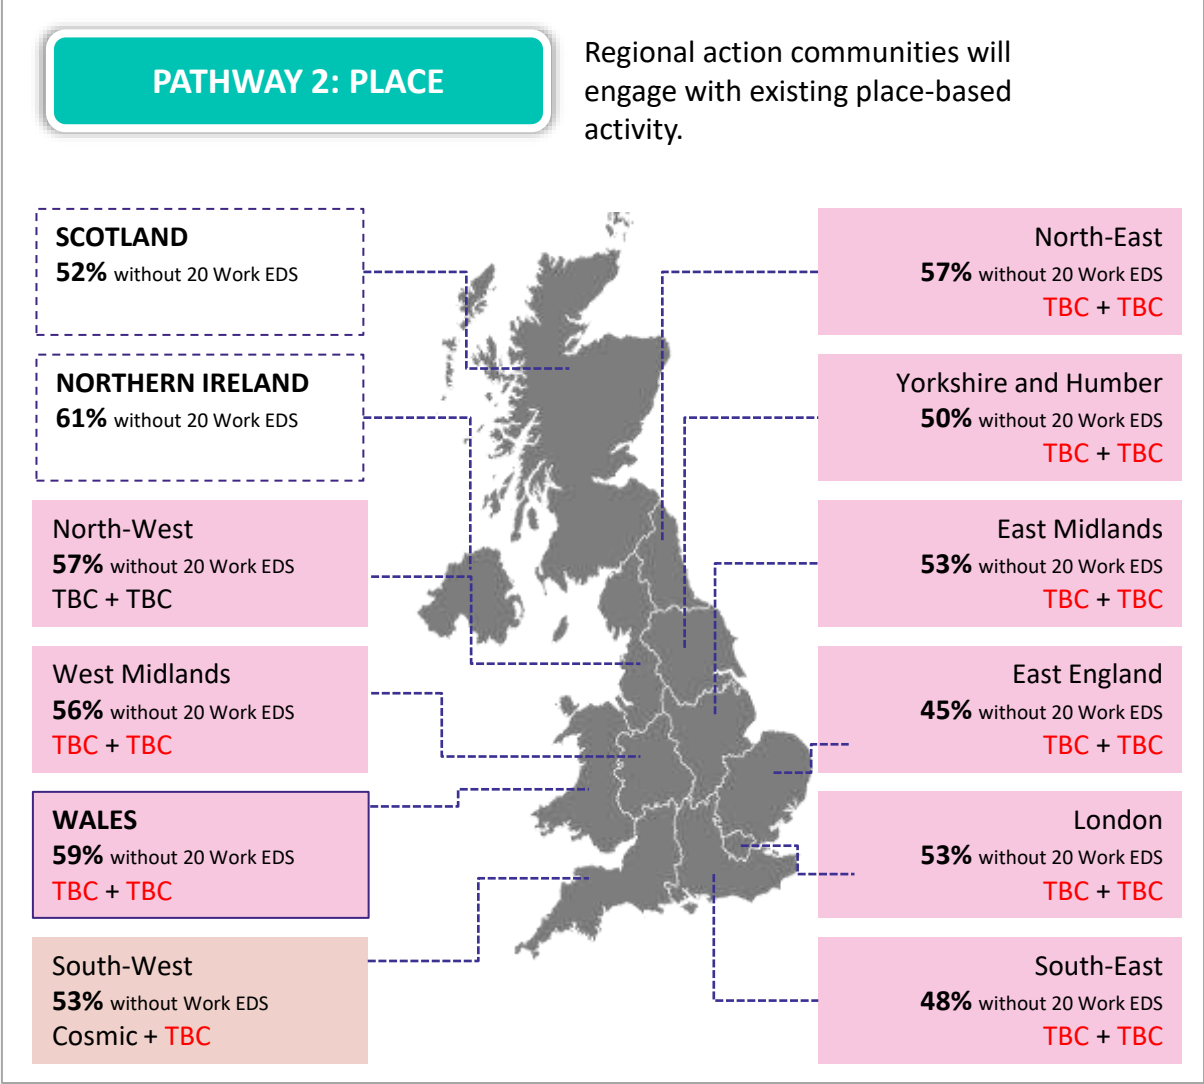 PATHWAY 2: PLACE
Regional action communities will
engage with existing place-based
activity.
SCOTLAND
52% without 20 Work EDS
NORTHERN IRELAND
61% without 20 Work EDS
North-West
57% without 20 Work EDS
TBC + TBC
West Midlands
56% without 20 Work EDS
TBC + TBC
WALES
59% without 20 Work EDS
TBC + TBC
South-West
53% without Work EDS
Cosmic + TBC
North-East
57% without 20 Work EDS
TBC + TBC
Yorkshire and Humber
50% without 20 Work EDS
TBC + TBC
East Midlands
53% without 20 Work EDS
TBC + TBC
East England
45% without 20 Work EDS
TBC + TBC
London
53% without 20 Work EDS
TBC + TBC
South-East
48% without 20 Work EDS
TBC + TBC